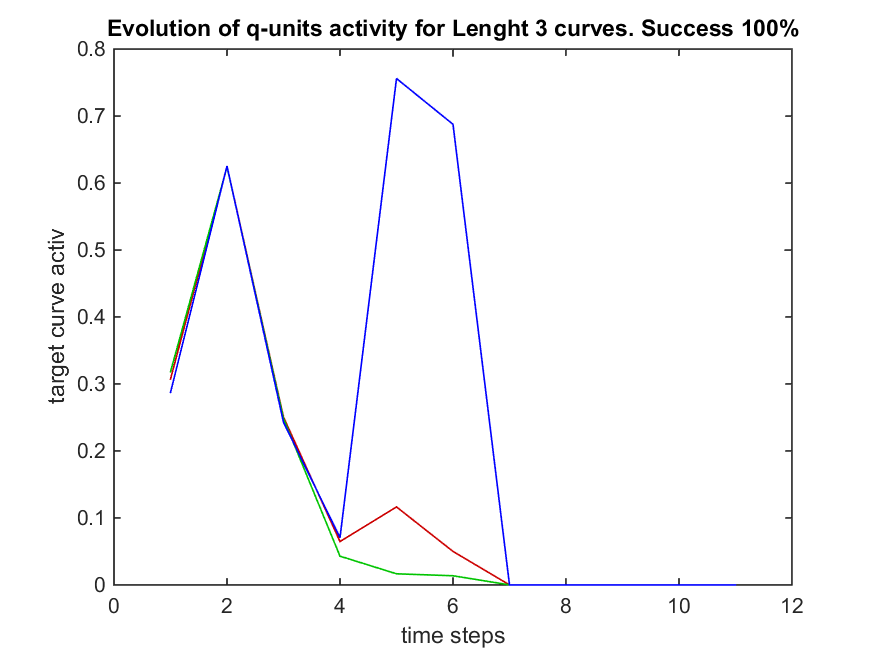 Evolution of q-units activity for Lenght 3 curves. Success 100%
0.8
0.7
0.6
0.5
0.4
0.3
0.2
0.1
0
target curve activ
0 2 4 6 8 10 12
time steps